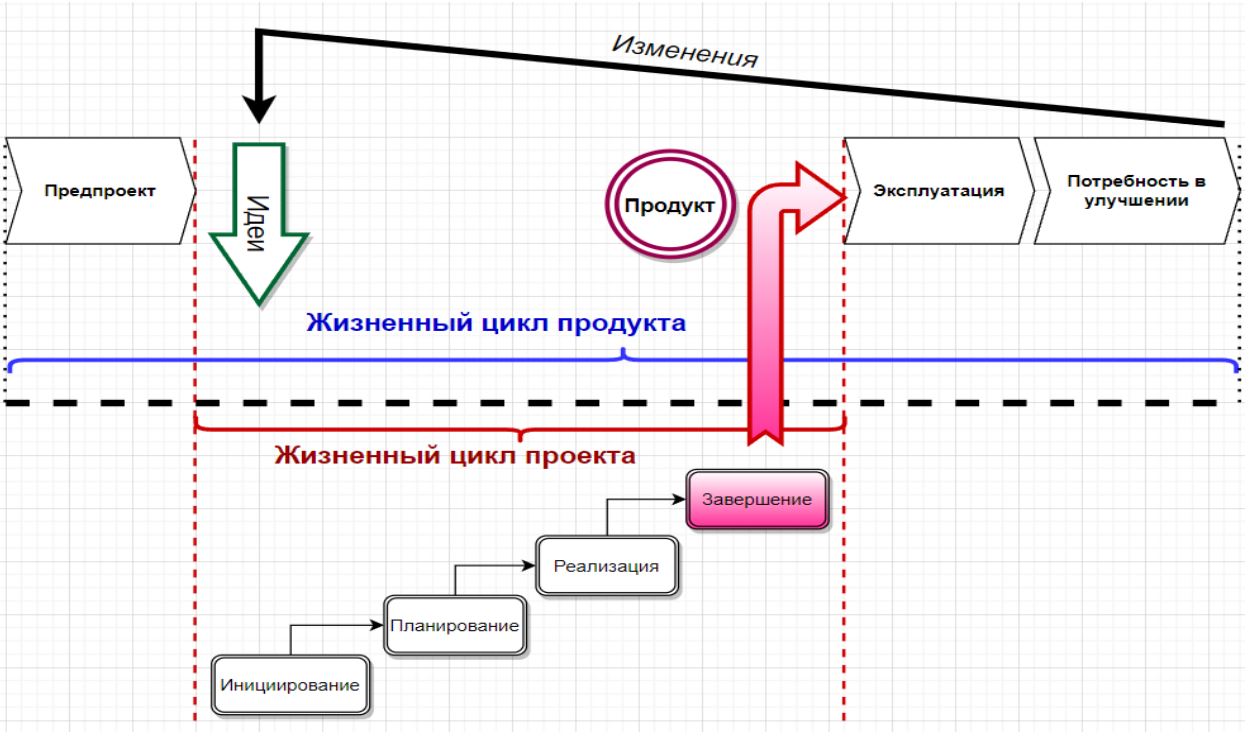 Изменения
Предпроект
Идеи
Продукт
Эксплуатация
Потребность в
улучшении
Жизненный цикл продукта
Жизненный цикл проекта
Завершение
Реализация
Планирование
Инициирование